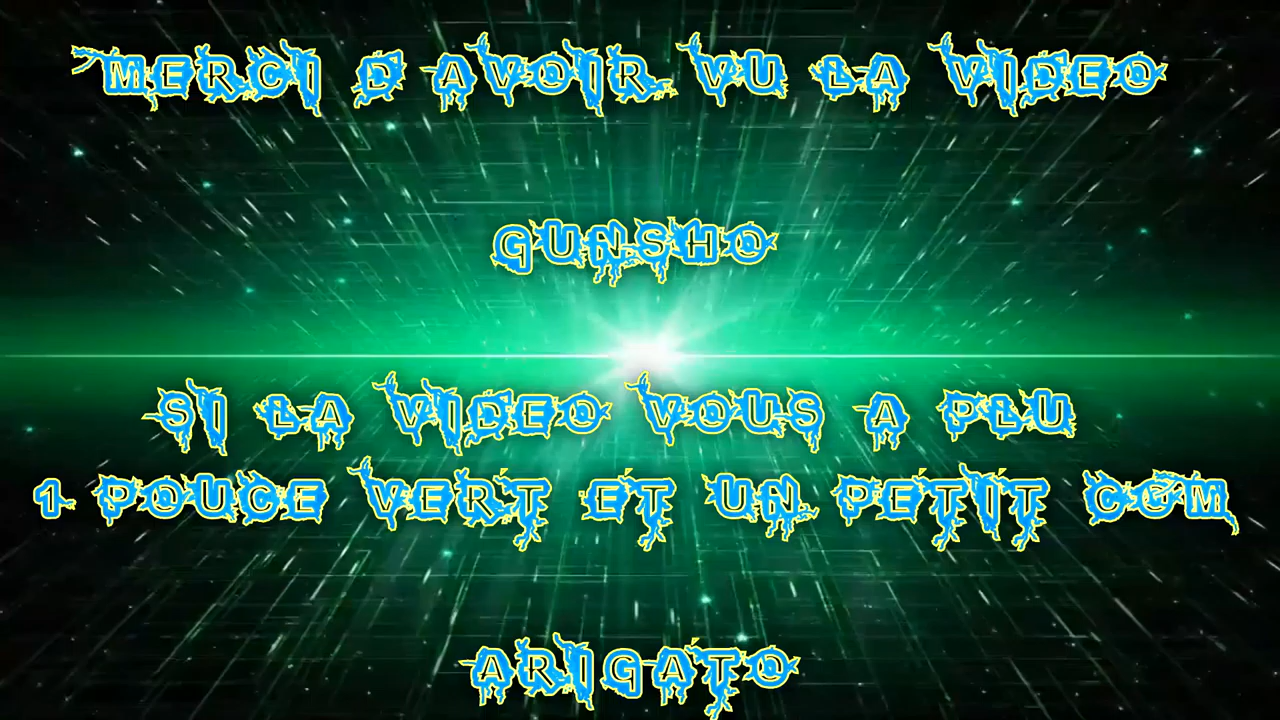 MERCI D AVOIR VU LA VIDEO
GUNSHO
SI LA VIDEO VOUS A PLU
1 POUCE VERT ET UN PETIT COM
ARIGATO